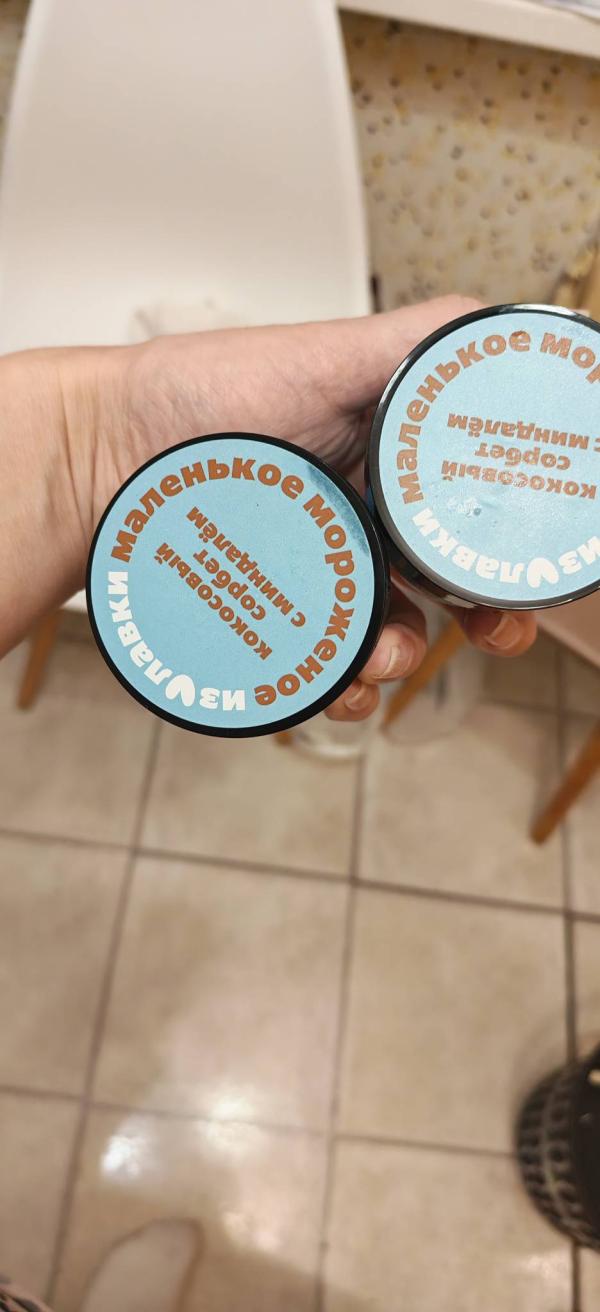 маленькое мороженое из лавки
кокосовый
сорбет
с миндалём
маленькое мор
из лавки
кокосовый
сорбет
с миндалём